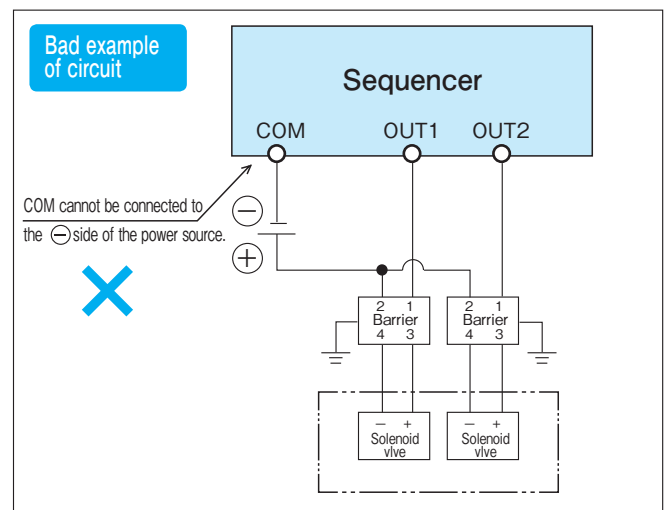 Bad example
of circuit
Sequencer
COM OUT1 OUT2
COM cannot be connected to
the ⊖ side of the power source.
⊖
⊕
2 1
Barrier
4 3
2 1
Barrier
4 3
− +
Solenoid
vlve
− +
Solenoid
vlve